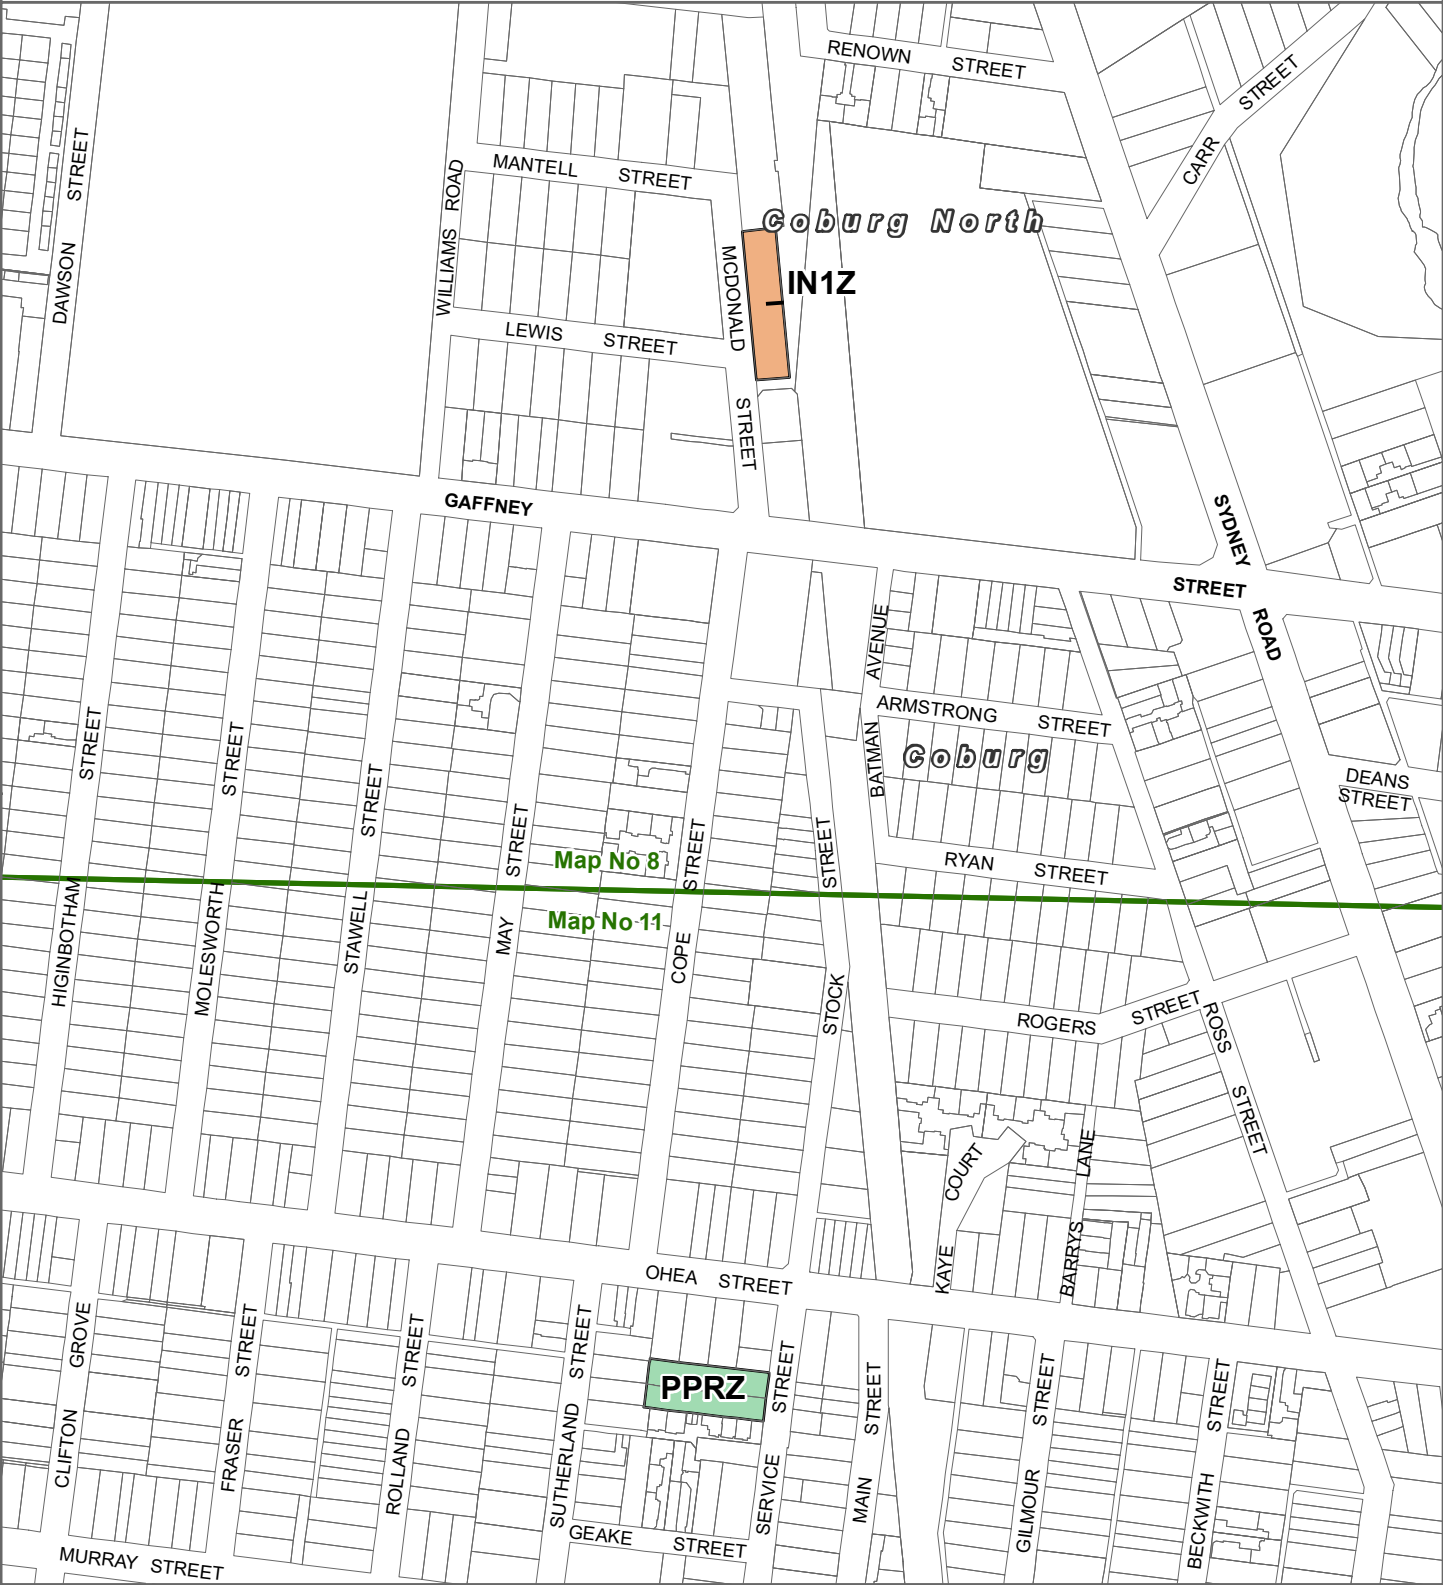 RENOWN STREET
CARR STREET
DAWSON STREET
WILLIAMS ROAD
MANTELL STREET
Coburg North
MCDONALD STREET
IN1Z
LEWIS STREET
GAFFNEY STREET
SYDNEY ROAD
BATMAN AVENUE
ARMSTRONG STREET
Coburg
DEANS STREET
HIGINBOTHAM STREET
MOLESWORTH STREET
STAWELL STREET
MAY STREET
COPE STREET
STOCK STREET
RYAN STREET
Map No 8
Map No 11
ROGERS STREET
ROSS STREET
KAYE COURT
BARRYS LANE
OHEA STREET
CLIFTON GROVE
FRASER STREET
ROLLAND STREET
SUTHERLAND STREET
PPRZ
SERVICE STREET
MAIN STREET
GILMOUR STREET
BECKWITH STREET
GEAKE STREET
MURRAY STREET